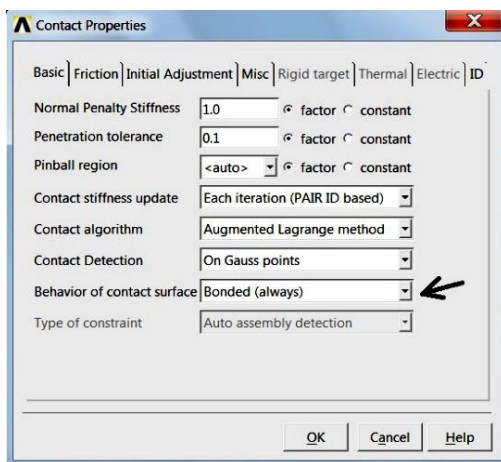 Contact Properties
Basic Friction Initial Adjustment Misc Rigid target Thermal Electric ID
Normal Penalty Stiffness 1.0 factor constant
Penetration tolerance 0.1 factor constant
Pinball region <auto> factor constant
Contact stiffness update Each iteration (PAIR ID based)
Contact algorithm Augmented Lagrange method
Contact Detection On Gauss points
Behavior of contact surface Bonded (always)
Type of constraint Auto assembly detection
OK Cancel Help